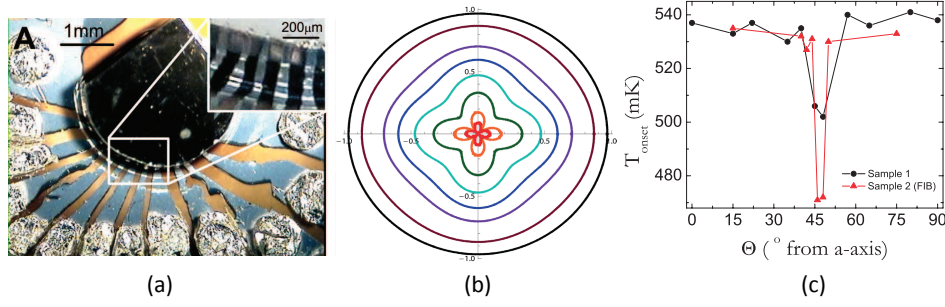 A
1mm
200μm
(a)
1.0
0.5
-1.0
-0.5
0.5
1.0
-0.5
-1.0
(b)
T onset (mK)
540
520
500
480
Sample 1
Sample 2 (FIB)
0
15
30
45
60
75
90
Θ (° from a-axis)
(c)